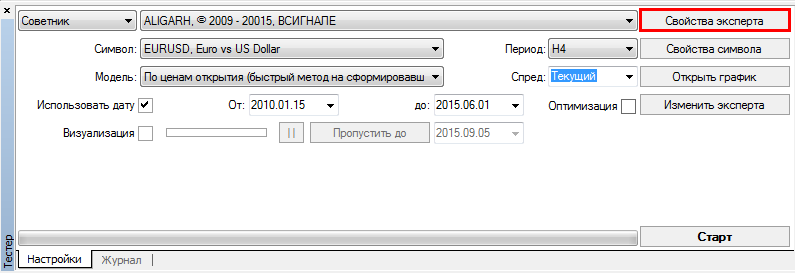 Советник ALIGARH, © 2009 - 20015, ВСИГНАПЕ Свойства эксперта
Символ: EURUSD, Euro vs US Dollar Период: H4 Свойства символа
Модель: По ценам открытия (быстрый метод на сформировавш Спред: Текущий Открыть график
Использовать дату От: 2010.01.15 до: 2015.06.01 Оптимизация Изменить эксперта
Визуализация Пропустить до 2015.09.05
Старт
Тестер
Настройки Журнал